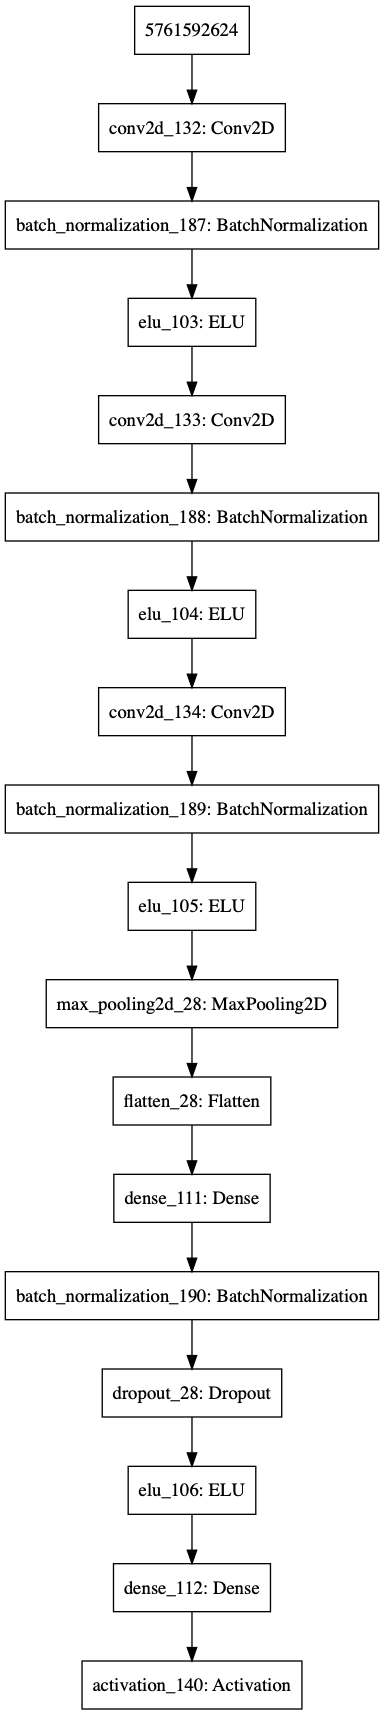 5761592624
conv2d_132: Conv2D
batch_normalization_187: BatchNormalization
elu_103: ELU
conv2d_133: Conv2D
batch_normalization_188: BatchNormalization
elu_104: ELU
conv2d_134: Conv2D
batch_normalization_189: BatchNormalization
elu_105: ELU
max_pooling2d_28: MaxPooling2D
flatten_28: Flatten
dense_111: Dense
batch_normalization_190: BatchNormalization
dropout_28: Dropout
elu_106: ELU
dense_112: Dense
activation_140: Activation